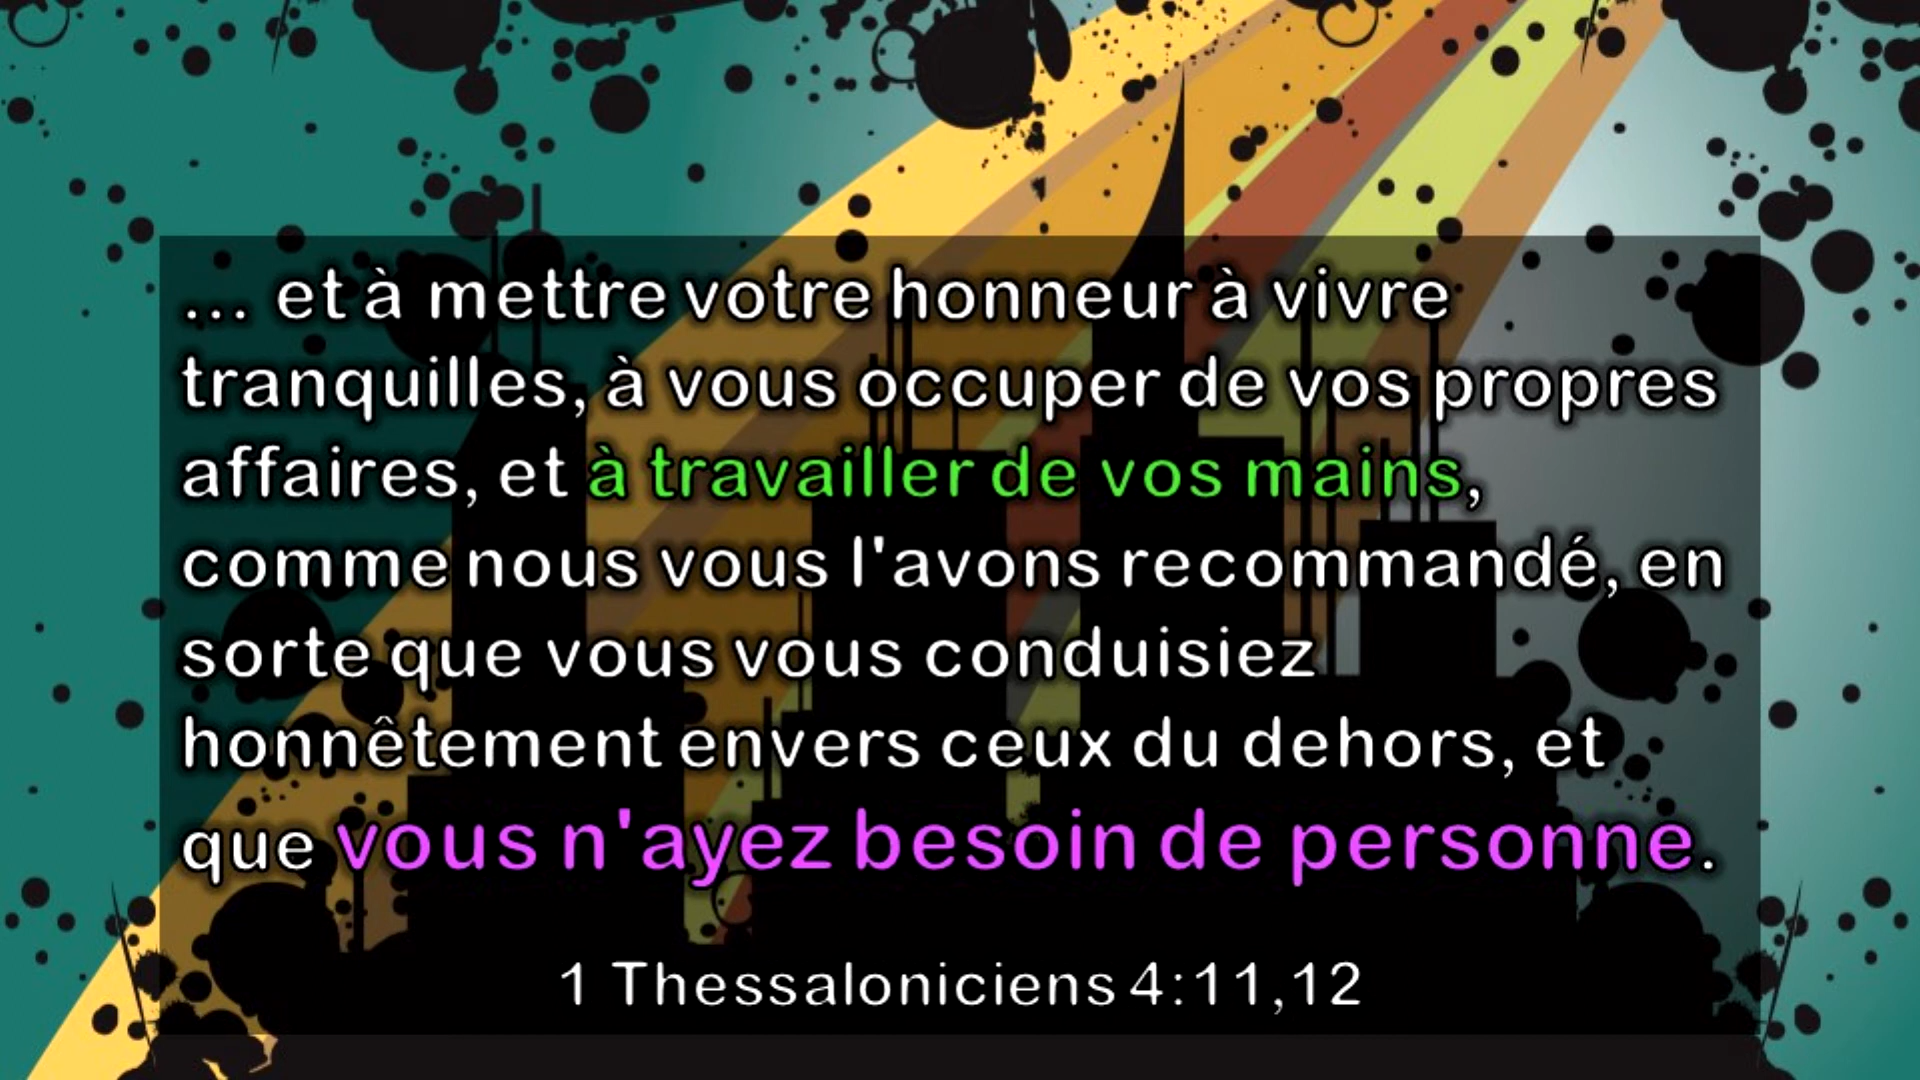 ... et à mettre votre honneur à vivre
tranquilles, à vous occuper de vos propres
affaires, et à travailler de vos mains,
comme nous vous l'avons recommandé, en
sorte que vous vous conduisiez
honnêtement envers ceux du dehors, et
que vous n'ayez besoin de personne.
1 Thessaloniciens 4:11,12